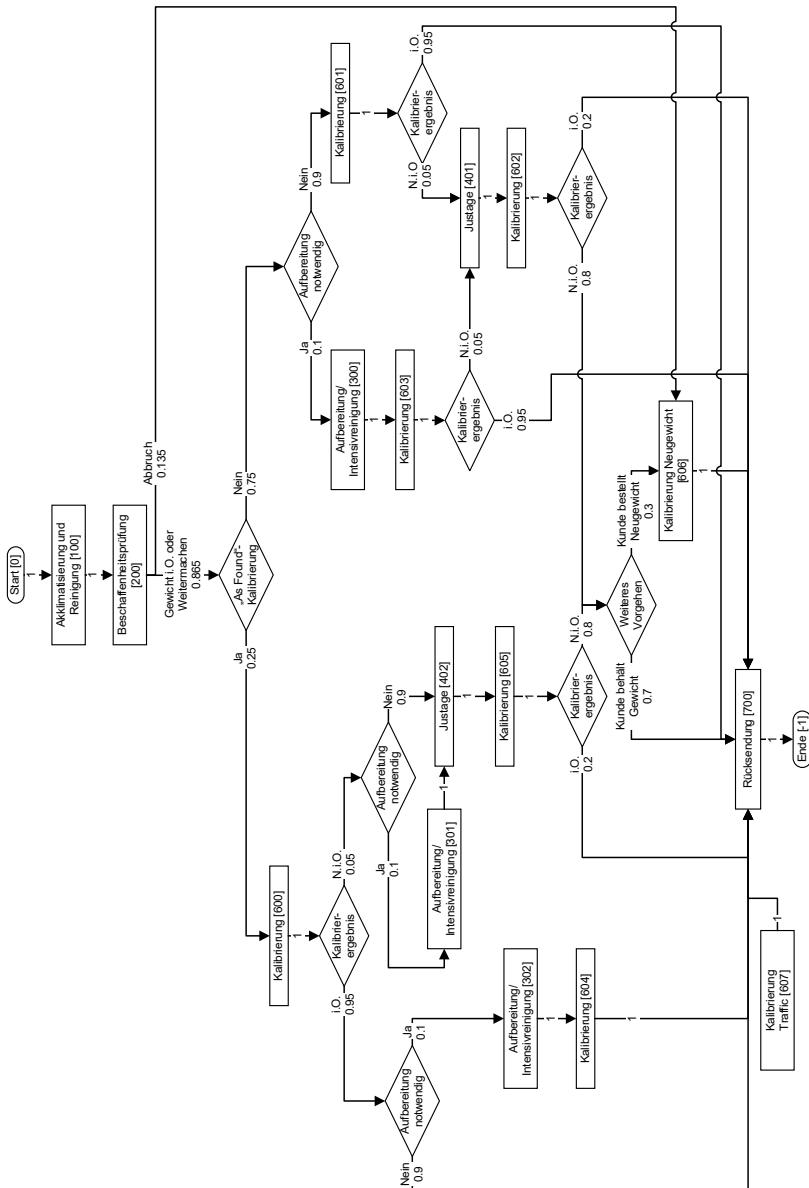 Start [0]
1
Akklimatisierung und
Reinigung [100]
1
Beschaffenheitsprüfung
[200]
Abbruch
0.135
Gewicht i.O. oder
Weitermachen
0.865
„As Found“-
Kalibrierung
Ja
0.25
Nein
0.75
Aufbereitung
notwendig
Ja
0.1
Nein
0.9
Kalibrierung [601]
1
Kalibrier-
ergebnis
i.O.
0.95
N.i.O
0.05
Aufbereitung/
Intensivreinigung [300]
1
Kalibrierung [603]
1
Kalibrier-
ergebnis
N.i.O.
0.05
i.O.
0.95
Justage [401]
1
Kalibrierung [602]
1
Kalibrier-
ergebnis
i.O.
0.2
N.i.O.
0.8
Kalibrierung [600]
1
Kalibrier-
ergebnis
i.O.
0.95
N.i.O.
0.05
Aufbereitung
notwendig
Ja
0.1
Nein
0.9
Aufbereitung/
Intensivreinigung [301]
1
Justage [402]
1
Kalibrierung [605]
1
Kalibrier-
ergebnis
i.O.
0.2
N.i.O.
0.8
Weiteres
Vorgehen
Kunde behält
Gewicht
0.7
Kunde bestellt
Neugewicht
0.3
Kalibrierung Neugewicht
[606]
1
Aufbereitung
notwendig
Nein
0.9
Ja
0.1
Aufbereitung/
Intensivreinigung [302]
1
Kalibrierung [604]
1
Kalibrierung
Traffic [607]
1
Rücksendung [700]
1
Ende [-1]